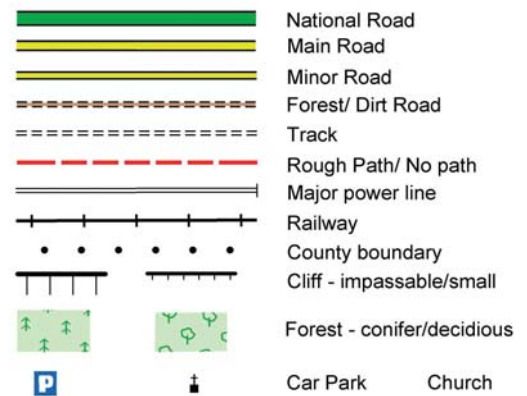 National Road
Main Road
Minor Road
Forest/ Dirt Road
Track
Rough Path/ No path
Major power line
Railway
County boundary
Cliff - impassable/small
Forest - conifer/decidious
P
Car Park Church